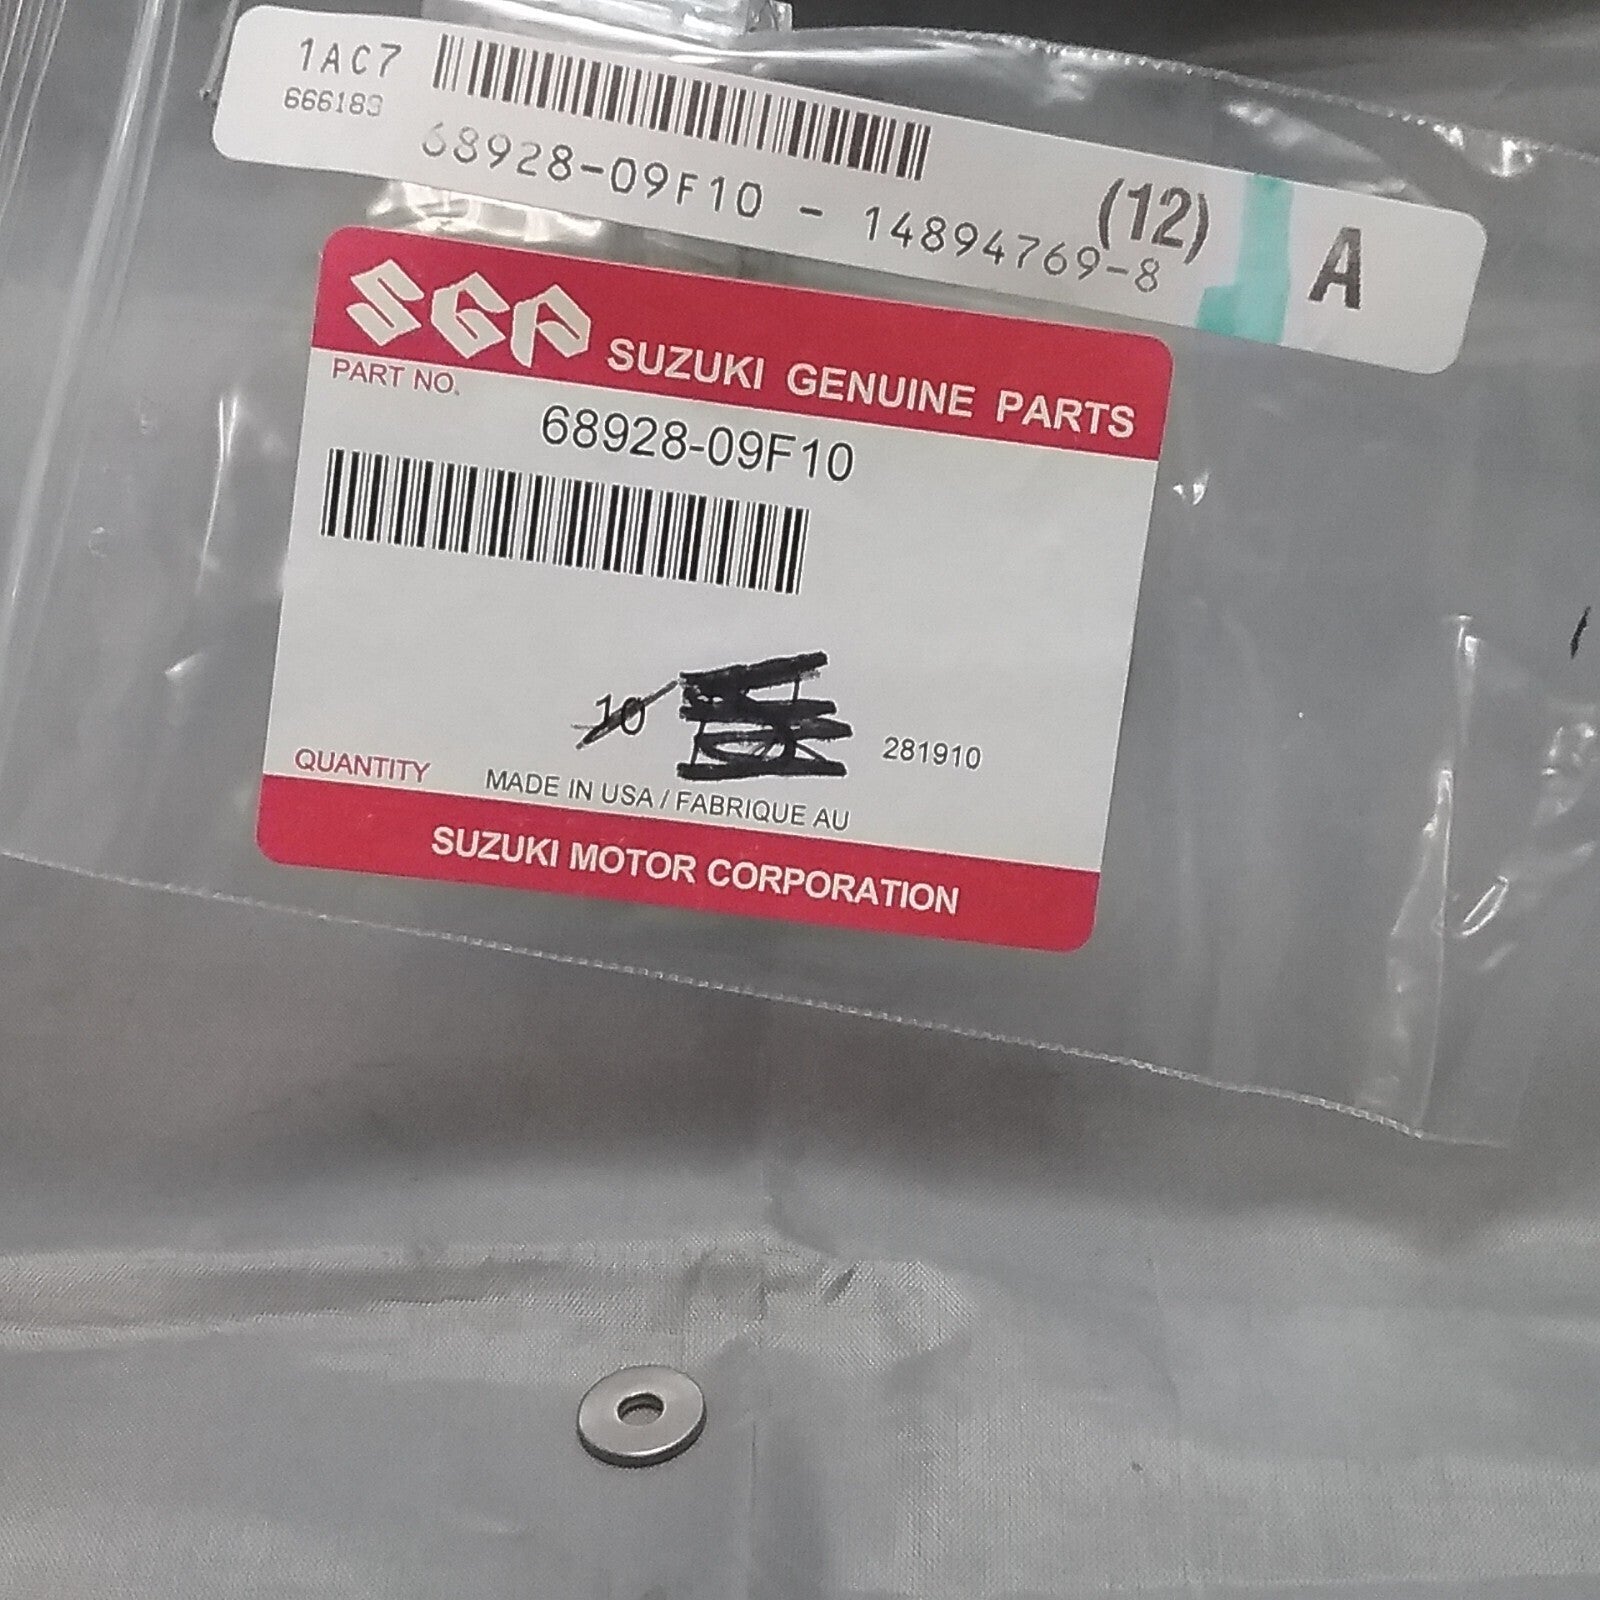 1AC7
666183
68928-09F10 - 14894769-8
(12)
A
SGP SUZUKI GENUINE PARTS
PART NO.
68928-09F10
10
281910
QUANTITY
MADE IN USA / FABRIQUE AU
SUZUKI MOTOR CORPORATION